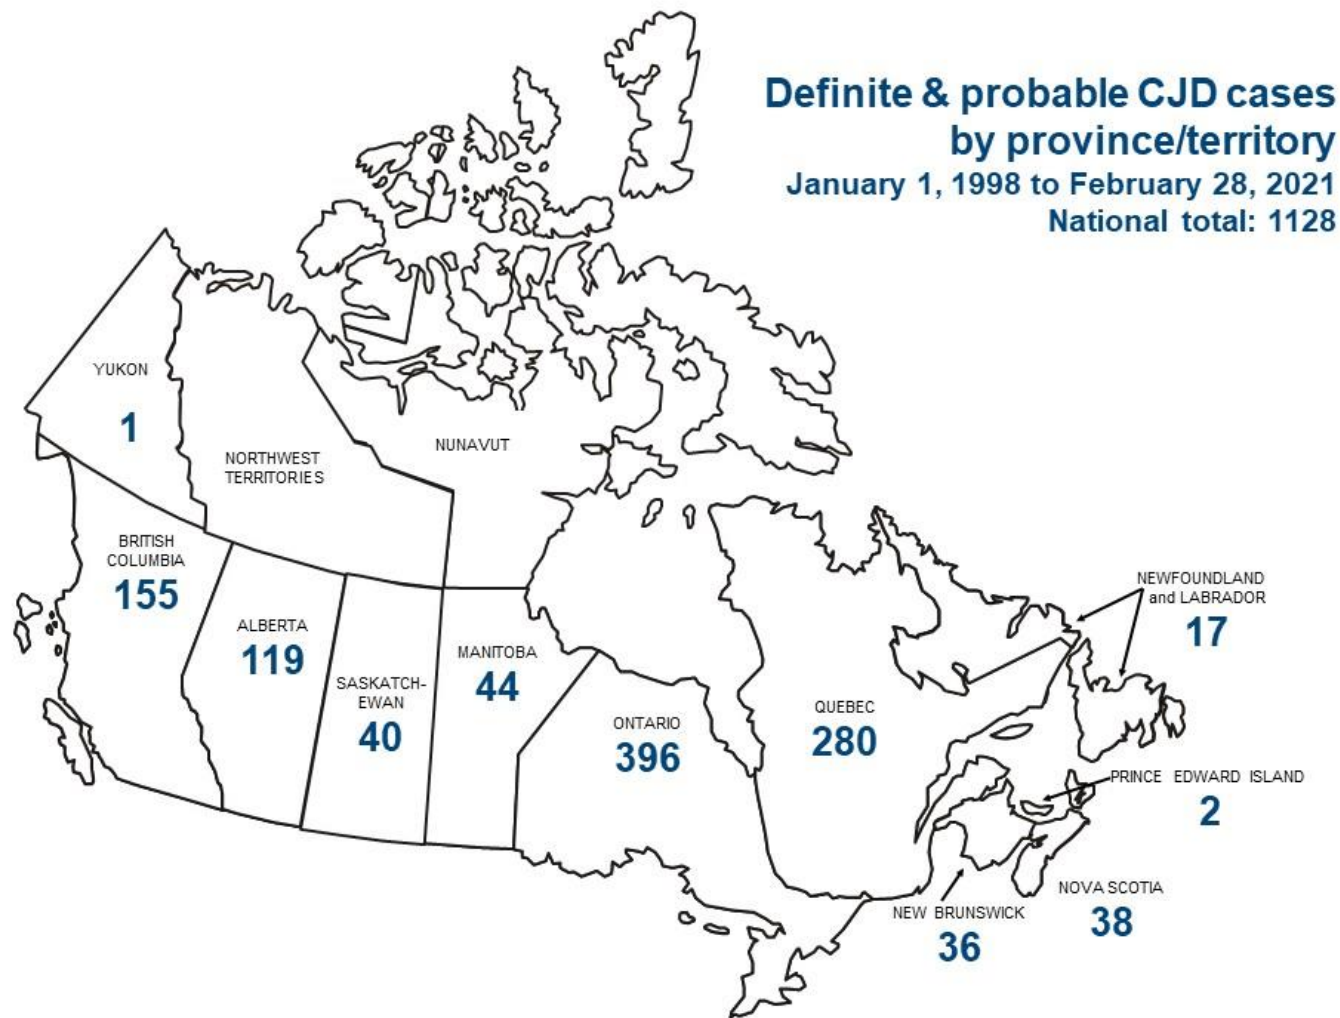 Definite & probable CJD cases
by province/territory
January 1, 1998 to February 28, 2021
National total: 1128
YUKON
1
NORTHWEST
TERRITORIES
NUNAVUT
BRITISH
COLUMBIA
155
ALBERTA
119
SASKATCH-
EWAN
40
MANITOBA
44
ONTARIO
396
QUEBEC
280
NEWFOUNDLAND
and LABRADOR
17
PRINCE EDWARD ISLAND
2
NOVA SCOTIA
38
NEW BRUNSWICK
36